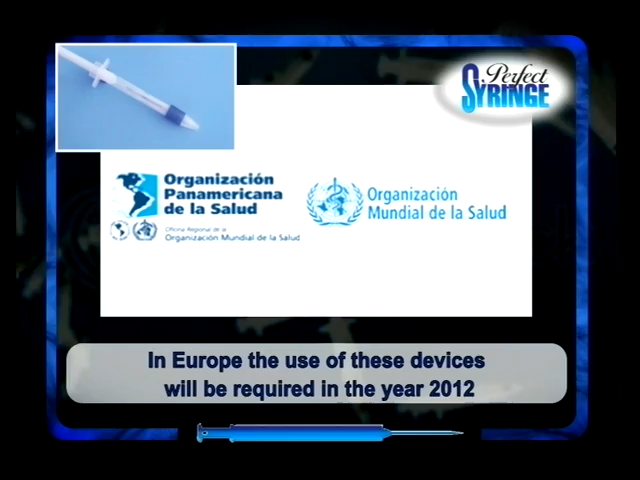 Perfect
SYRINGE
Organización
Panamericana
de la Salud
Oficina Regional de la
Organización Mundial de la Salud
Organización
Mundial de la Salud
In Europe the use of these devices
will be required in the year 2012